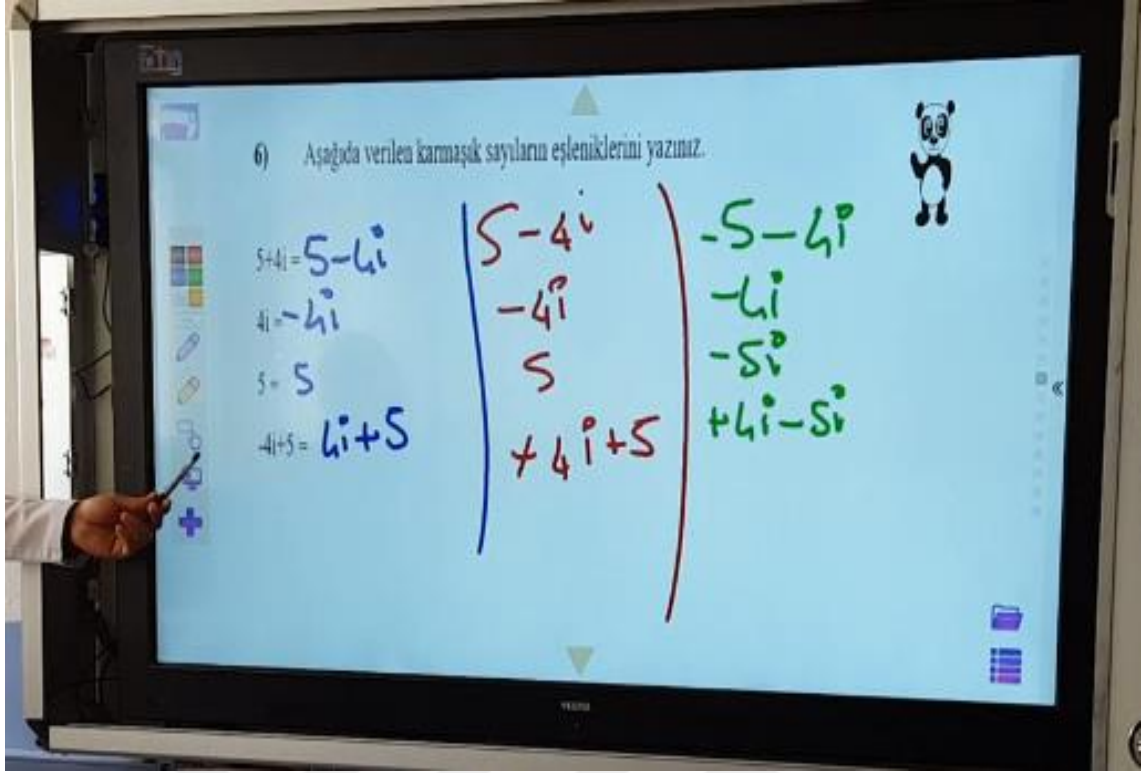 6) Aşağıda verilen karmaşık sayıların eşleniklerini yazınız.
5+4i = 5-4i
4i = -4i
5 = 5
-4i+5 = 4i+5
5-4i
-4i
5
+4i+5
-5-4i
-4i
-5i
+4i-5i
VESTEL